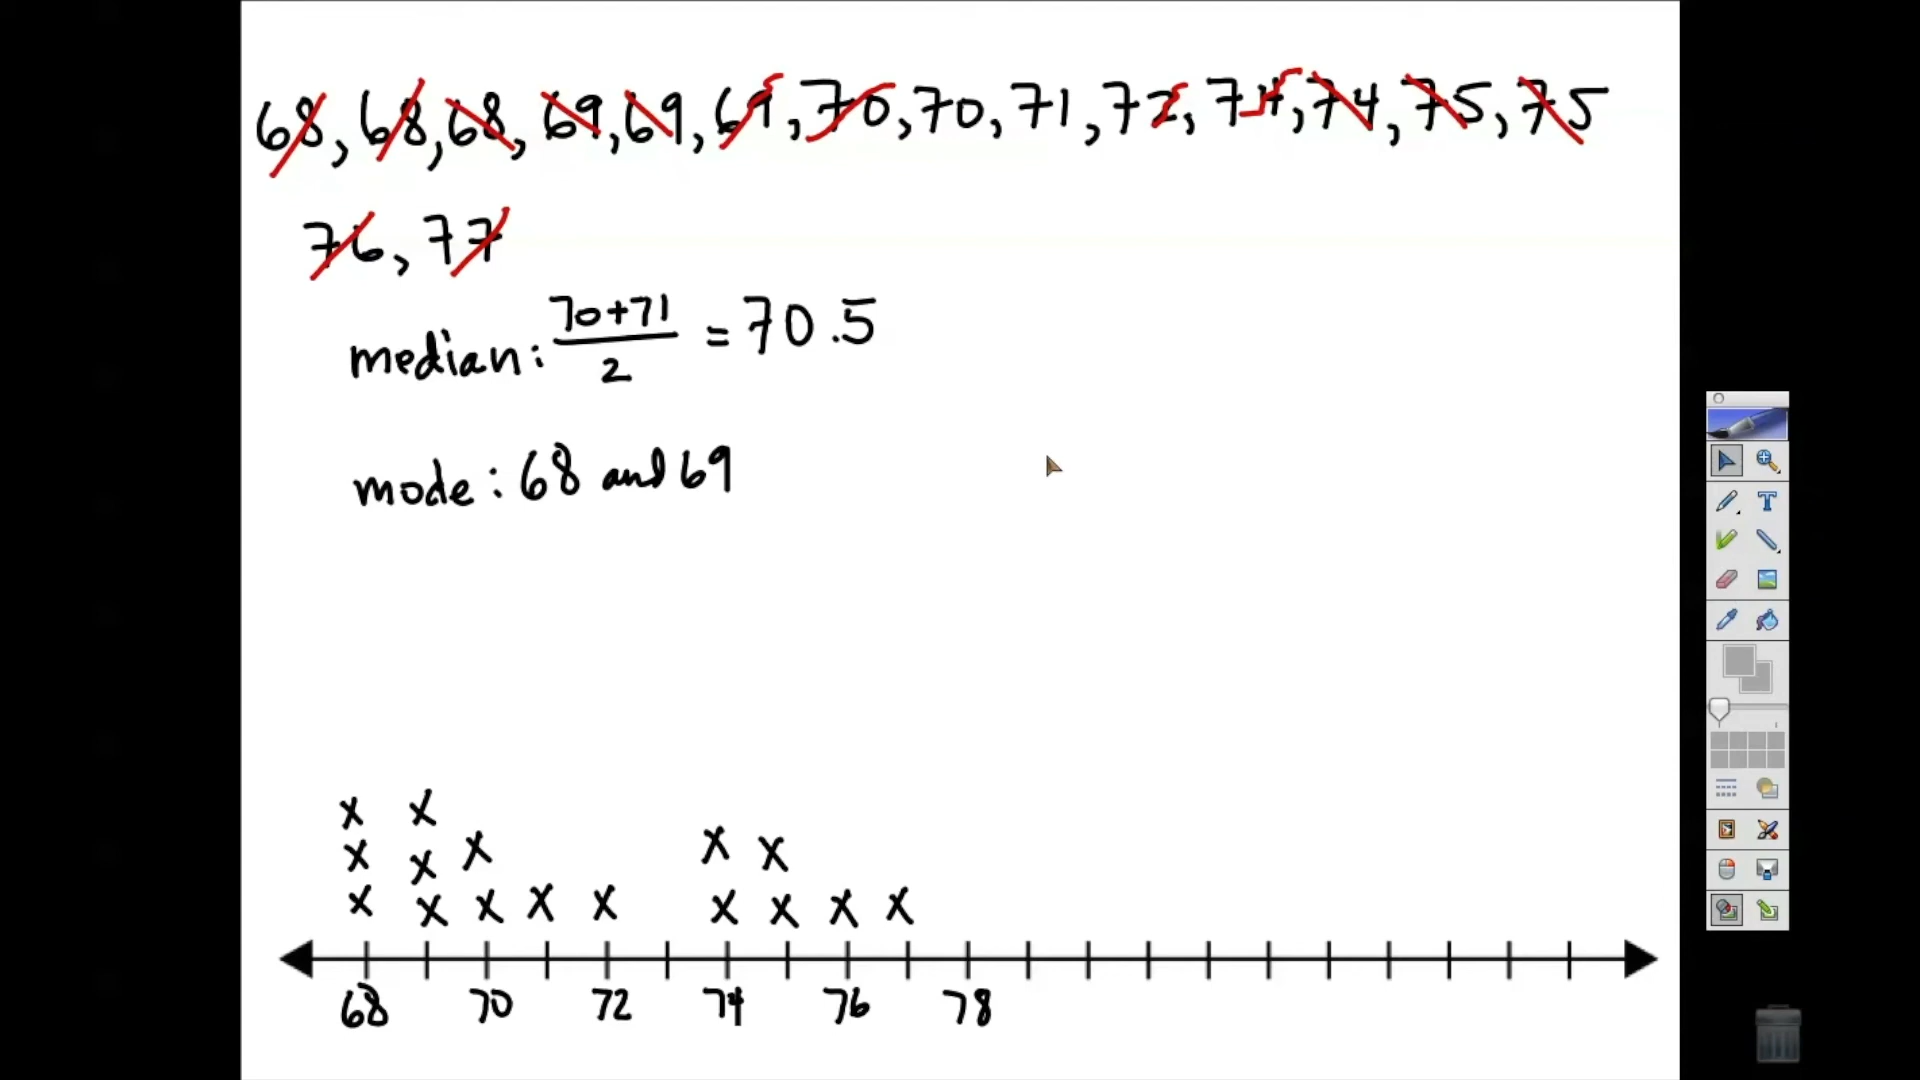 68, 68, 68, 69, 69, 69, 70, 70, 71, 72, 74, 74, 75, 75
76, 77
median: 70+71 / 2 = 70.5
mode: 68 and 69
x x
x x x x x
x x x x x x x x x
68 70 72 74 76 78